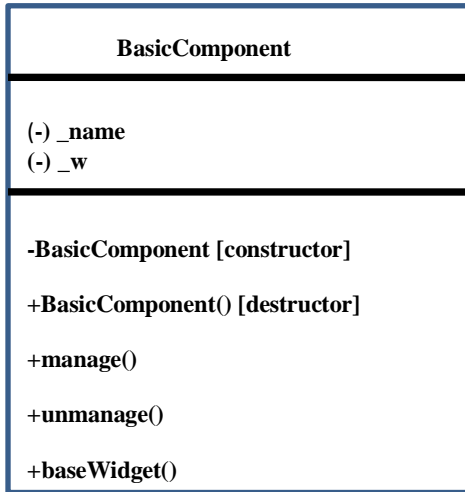 BasicComponent
(-) _name
(-) _w
-BasicComponent [constructor]
+BasicComponent() [destructor]
+manage()
+unmanage()
+baseWidget()